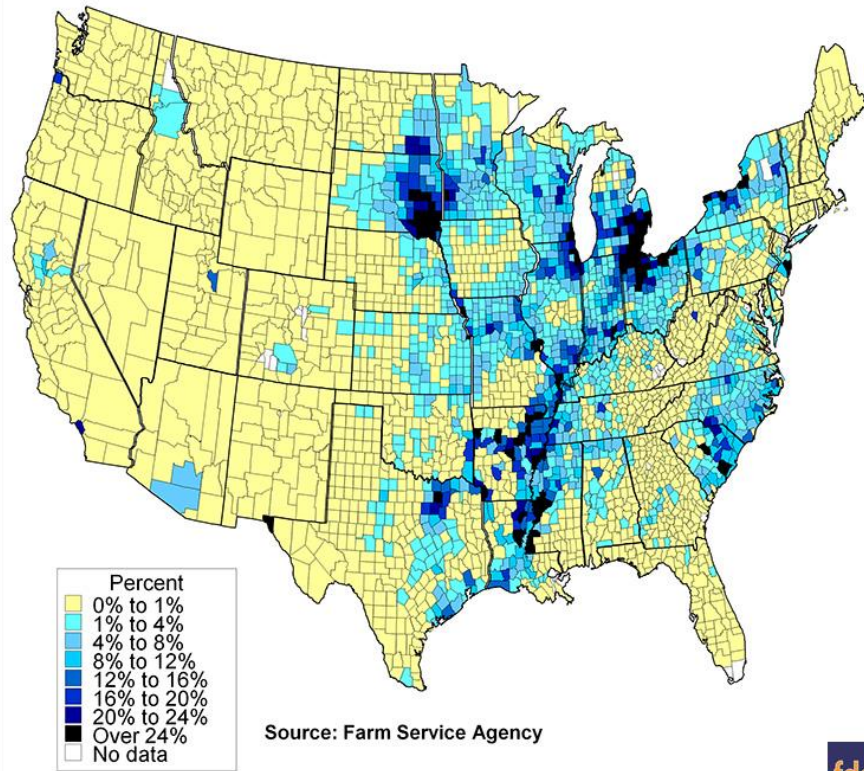 Percent
0% to 1%
1% to 4%
4% to 8%
8% to 12%
12% to 16%
16% to 20%
20% to 24%
Over 24%
No data
Source: Farm Service Agency